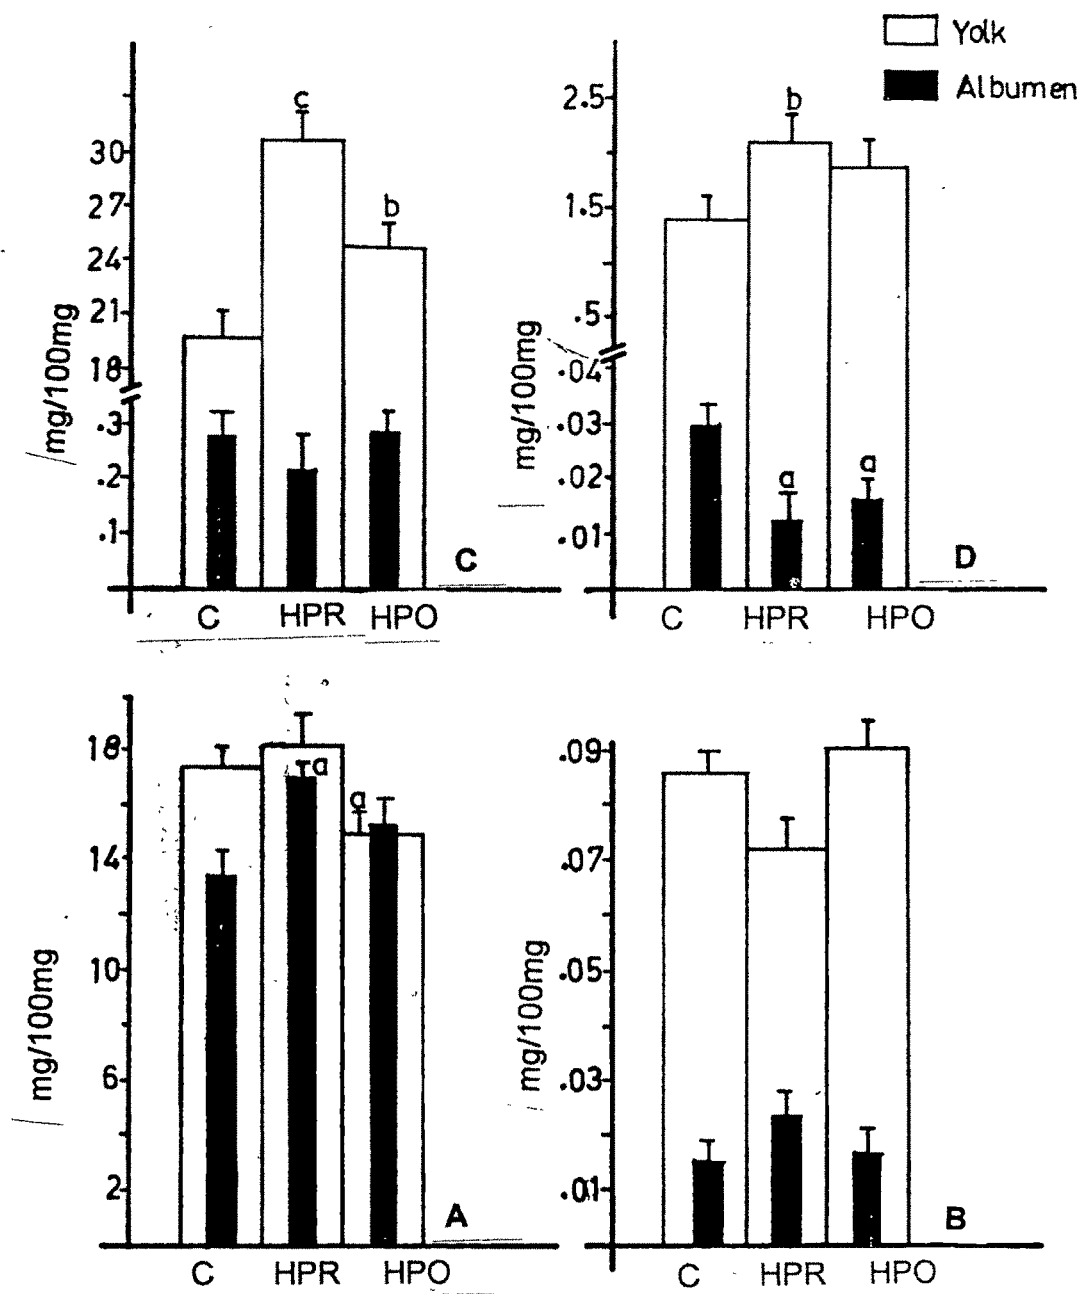 Yolk
Albumen
mg/100mg
30
27
24
21
18
.3
.2
.1
c
b
C
C HPR HPO
mg/100mg
2.5
1.5
.5
.04
.03
.02
.01
b
a
a
D
C HPR HPO
mg/100mg
18
14
10
6
2
a
a
A
C HPR HPO
mg/100mg
.09
.07
.05
.03
.01
B
C HPR HPO